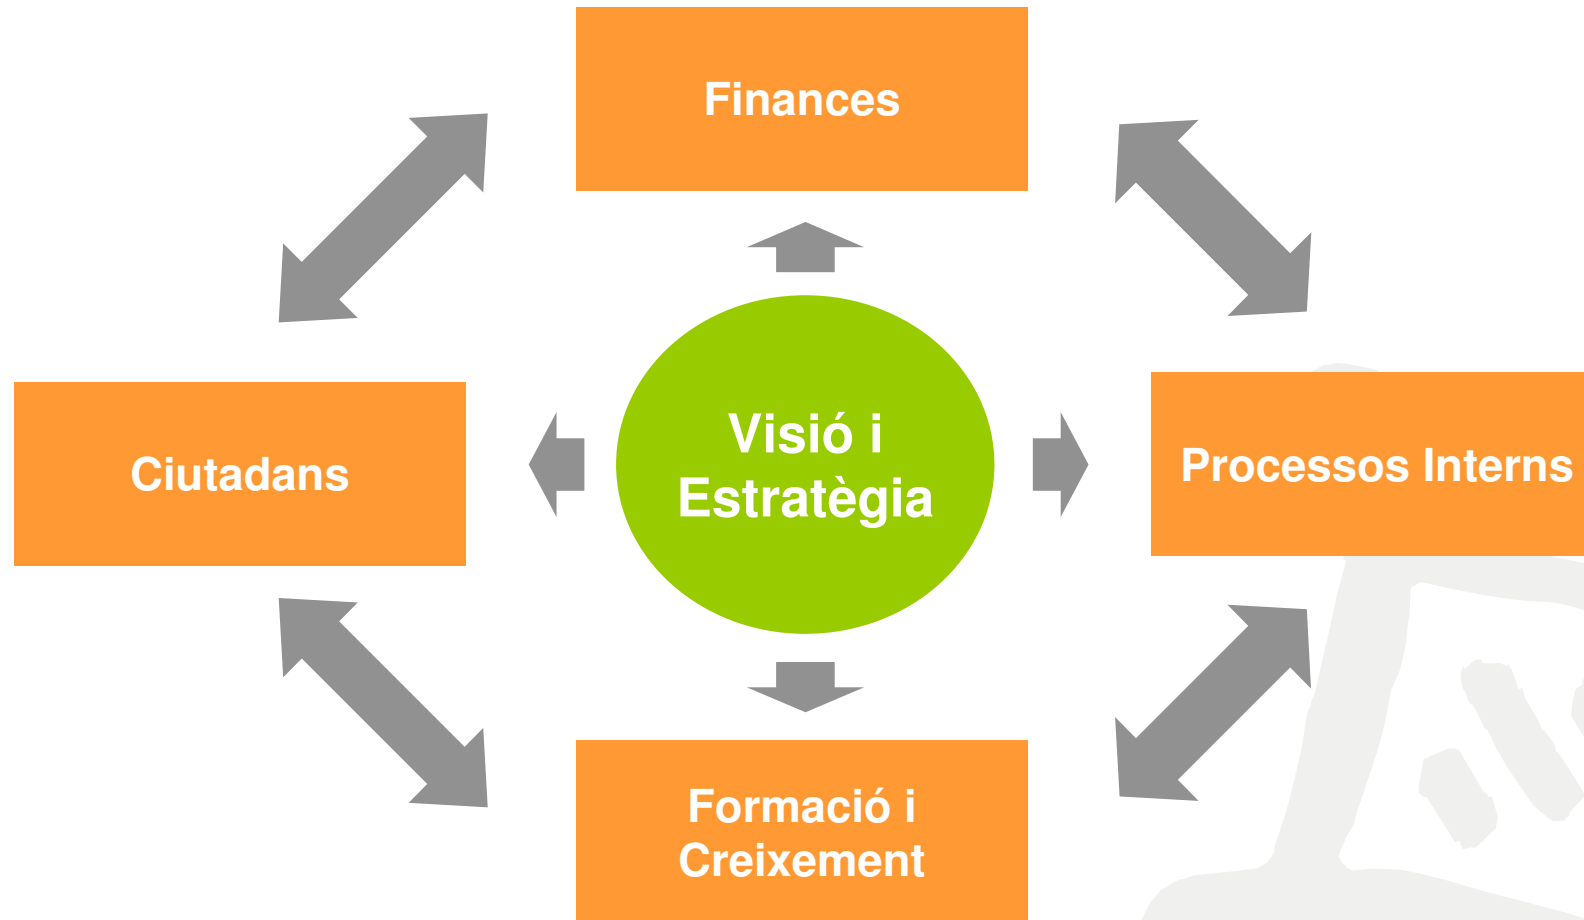 Finances
Ciutadans
Visió i
Estratègia
Processos Interns
Formació i
Creixement